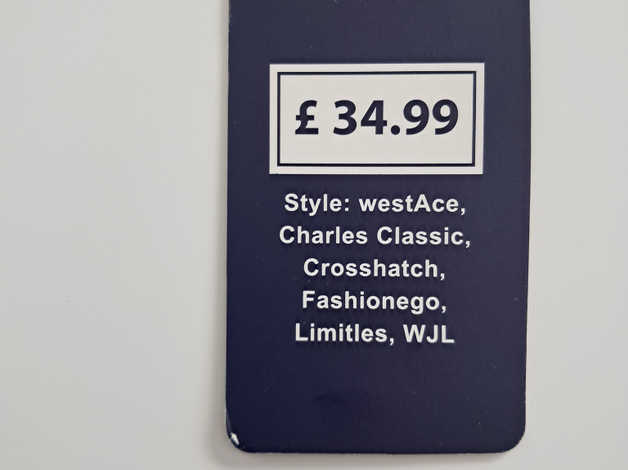 £ 34.99
Style: westAce,
Charles Classic,
Crosshatch,
Fashionego,
Limitles, WJL